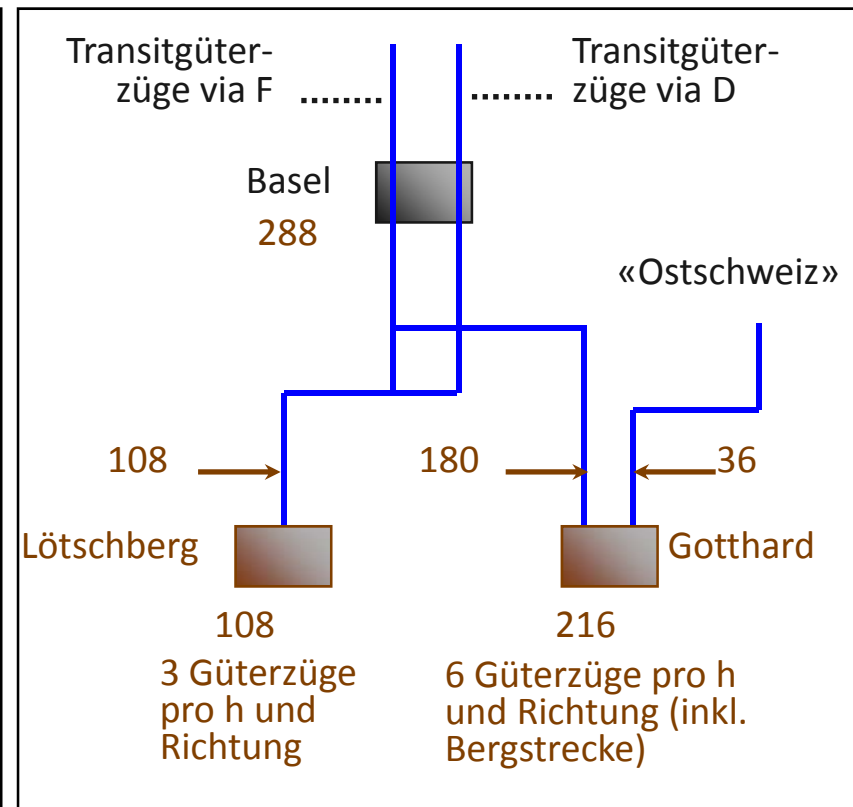 Transitgüter-
züge via F
Transitgüter-
züge via D
Basel
288
«Ostschweiz»
108
180
36
Lötschberg
Gotthard
108
216
3 Güterzüge
pro h und
Richtung
6 Güterzüge pro h
und Richtung (inkl.
Bergstrecke)